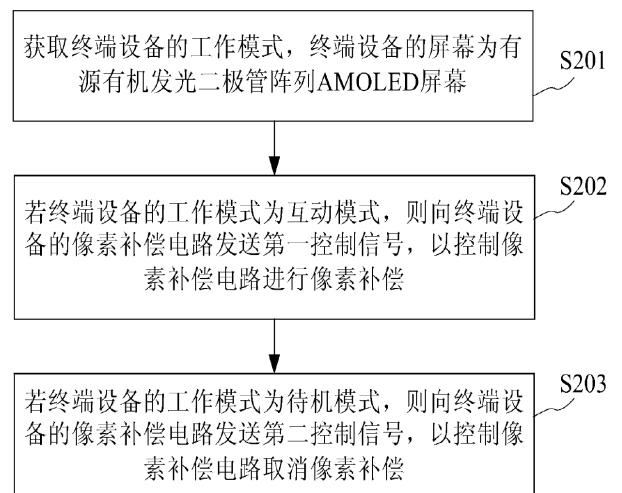 获取终端设备的工作模式，终端设备的屏幕为有
源有机发光二极管阵列AMOLED屏幕
S201
若终端设备的工作模式为互动模式，则向终端设
备的像素补偿电路发送第一控制信号，以控制像
素补偿电路进行像素补偿
S202
若终端设备的工作模式为待机模式，则向终端设
备的像素补偿电路发送第二控制信号，以控制像
素补偿电路取消像素补偿
S203